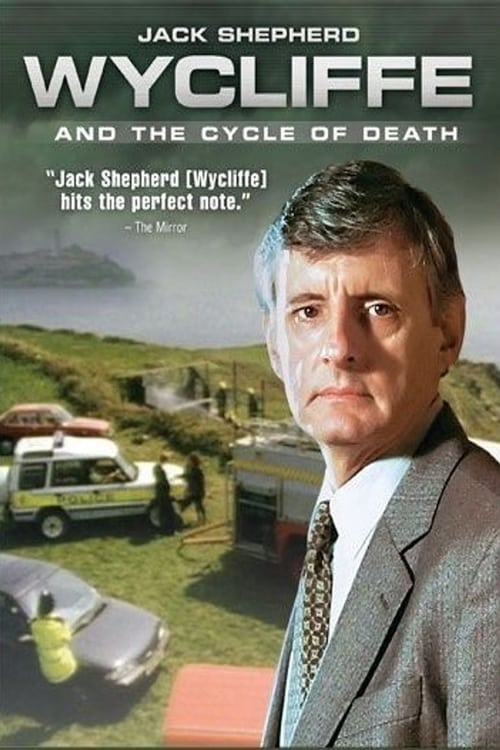 JACK SHEPHERD
WYCLIFFE
AND THE CYCLE OF DEATH
“Jack Shepherd [Wycliffe]
hits the perfect note.”
– The Mirror
POLICE